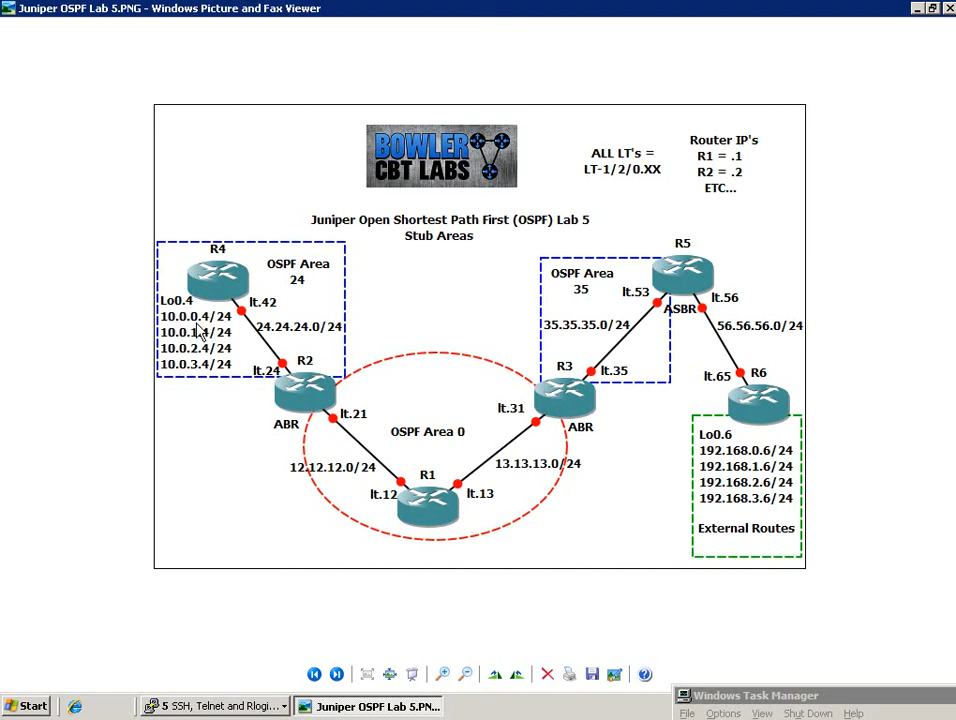 Juniper OSPF Lab 5.PNG - Windows Picture and Fax Viewer
BOWLER
CBT LABS
ALL LT's =
LT-1/2/0.XX
Router IP's
R1 = .1
R2 = .2
ETC...
Juniper Open Shortest Path First (OSPF) Lab 5
Stub Areas
R4
OSPF Area
24
Lo0.4
10.0.0.4/24
10.0.1.4/24
10.0.2.4/24
10.0.3.4/24
lt.42
24.24.24.0/24
lt.24
R2
ABR
lt.21
12.12.12.0/24
lt.12
OSPF Area 0
R1
lt.13
13.13.13.0/24
lt.31
R3
ABR
lt.35
OSPF Area
35
35.35.35.0/24
lt.53
R5
ASBR
lt.56
56.56.56.0/24
lt.65
R6
Lo0.6
192.168.0.6/24
192.168.1.6/24
192.168.2.6/24
192.168.3.6/24
External Routes
Start
5 SSH, Telnet and Rlogi...
Juniper OSPF Lab 5.PN...
Windows Task Manager
File Options View Shut Down Help